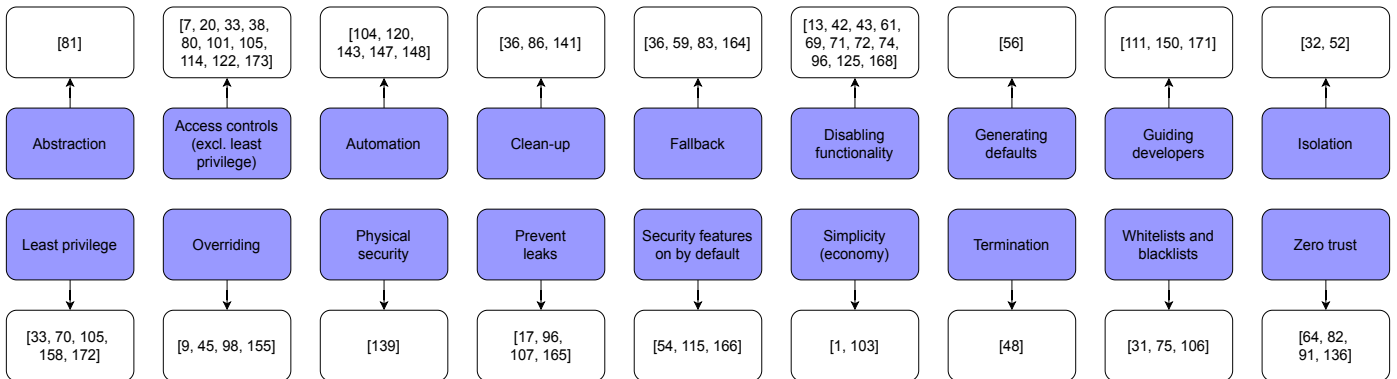 [81]
[7, 20, 33, 38,
80, 101, 105,
114, 122, 173]
[104, 120,
143, 147, 148]
[36, 86, 141]
[36, 59, 83, 164]
[13, 42, 43, 61,
69, 71, 72, 74,
96, 125, 168]
[56]
[111, 150, 171]
[32, 52]
Abstraction
Access controls
(excl. least
privilege)
Automation
Clean-up
Fallback
Disabling
functionality
Generating
defaults
Guiding
developers
Isolation
Least privilege
Overriding
Physical
security
Prevent
leaks
Security features
on by default
Simplicity
(economy)
Termination
Whitelists and
blacklists
Zero trust
[33, 70, 105,
158, 172]
[9, 45, 98, 155]
[139]
[17, 96,
107, 165]
[54, 115, 166]
[1, 103]
[48]
[31, 75, 106]
[64, 82,
91, 136]